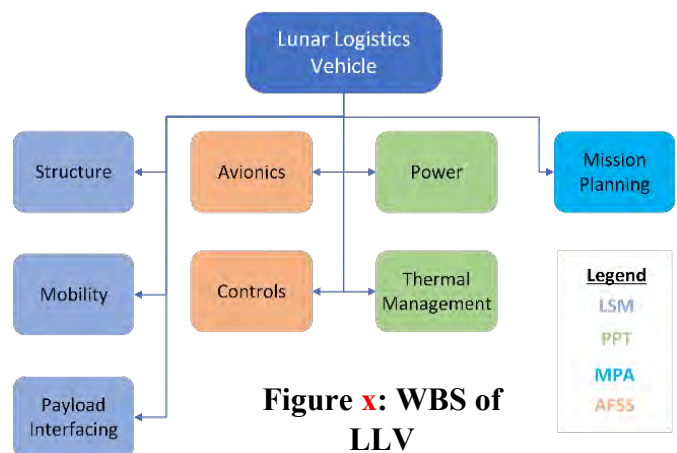 Lunar Logistics
Vehicle
Structure
Avionics
Power
Mission
Planning
Mobility
Controls
Thermal
Management
Legend
LSM
PPT
MPA
AFSS
Payload
Interfacing
Figure x: WBS of
LLV